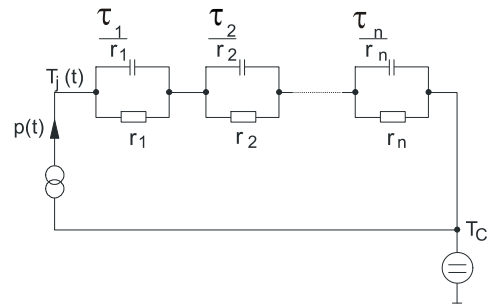 τ1 τ2 τn
r1 r2 rn
Tj (t)
p(t)
r1 r2 rn
TC